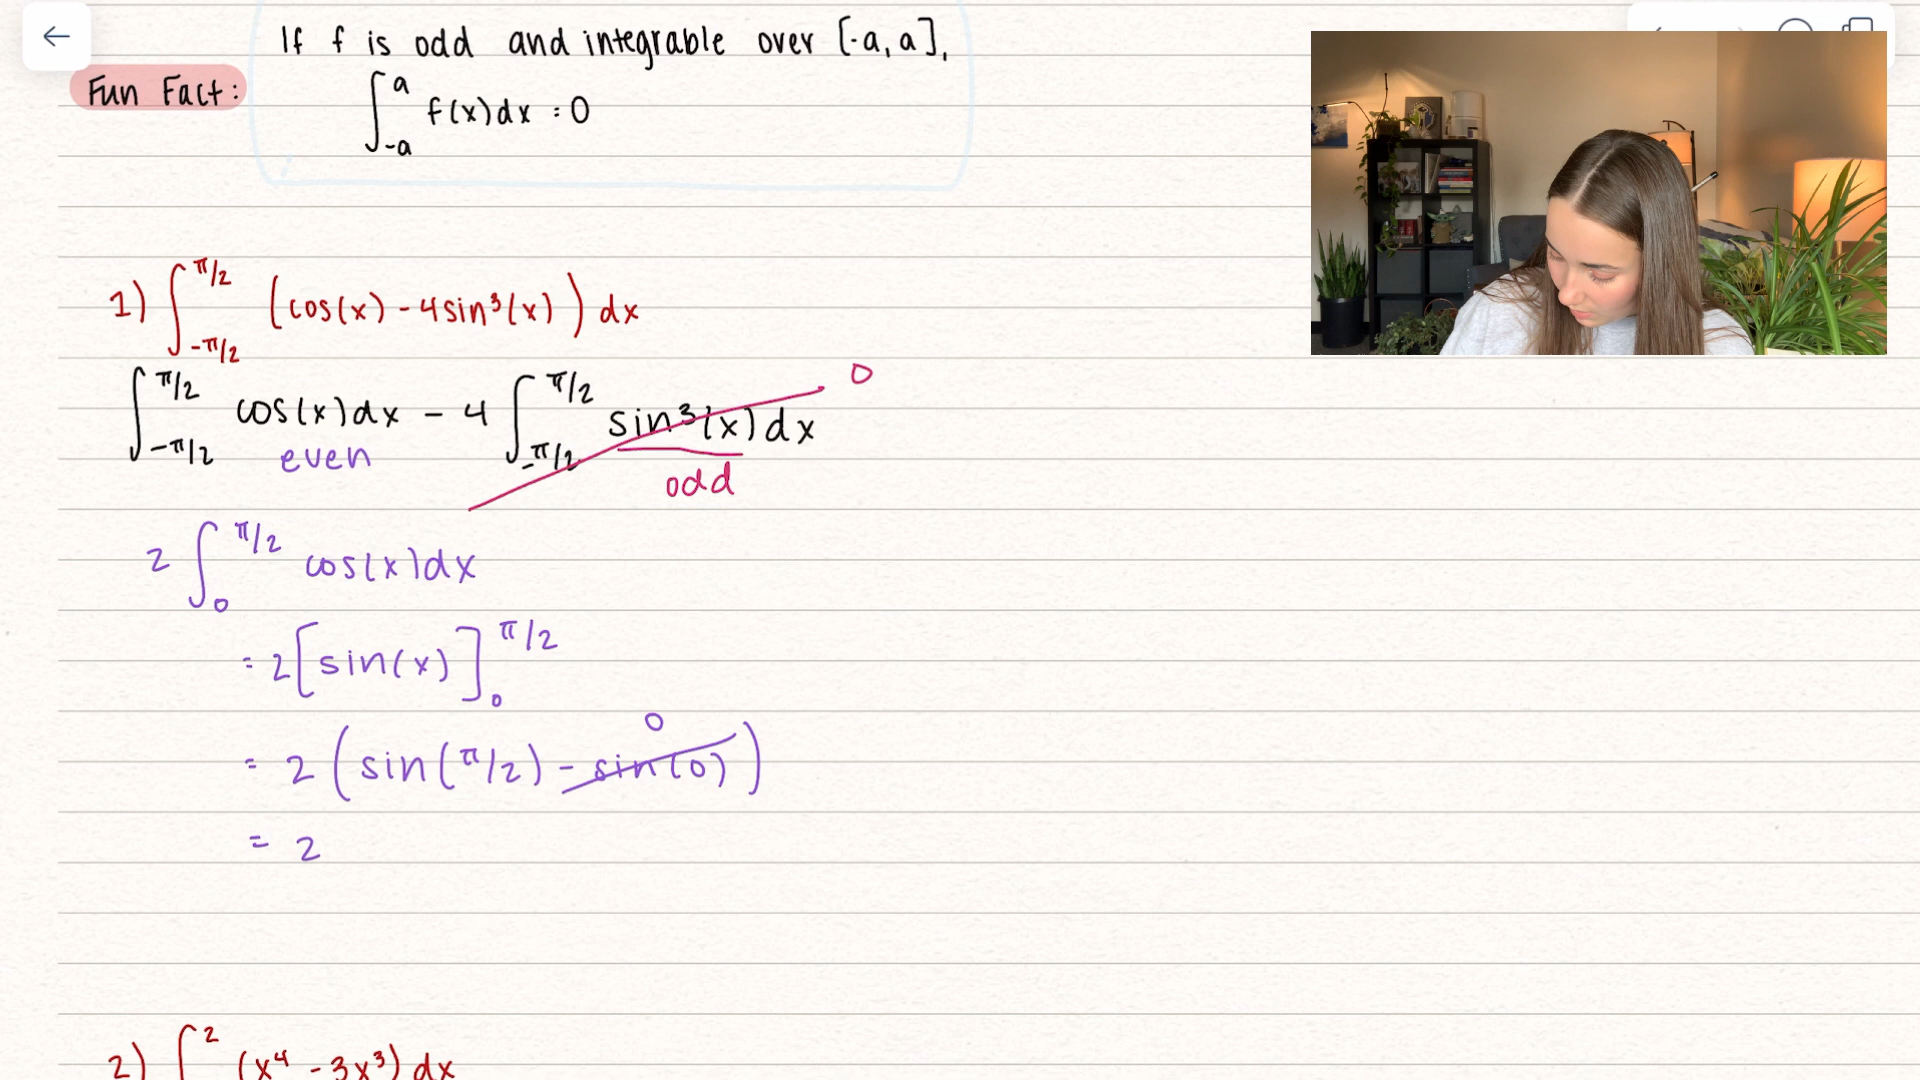 If f is odd and integrable over [-a, a],
Fun Fact:
∫_{-a}^{a} f(x)dx = 0
1) ∫_{-π/2}^{π/2} (cos(x) - 4sin³(x)) dx
∫_{-π/2}^{π/2} cos(x)dx - 4 ∫_{-π/2}^{π/2} sin³(x)dx 0
even odd
2 ∫_{0}^{π/2} cos(x)dx
= 2[sin(x)]_{0}^{π/2}
0
= 2 (sin(π/2) - sin(0))
= 2
2) ∫^{2} (x⁴ - 3x³) dx